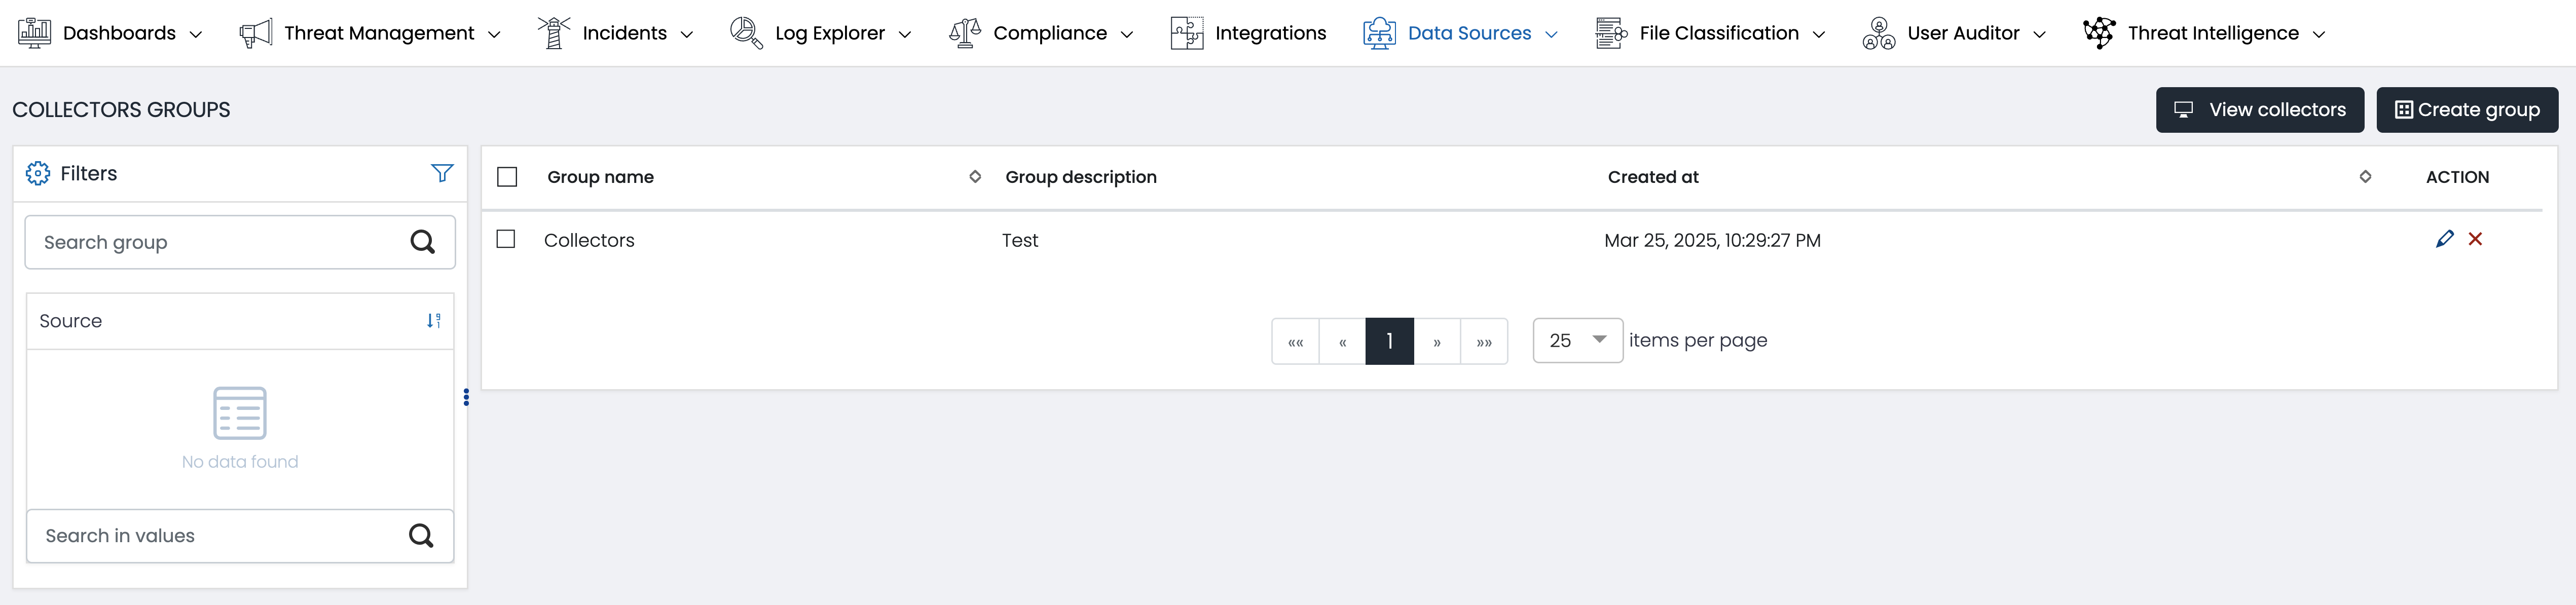 Dashboards Threat Management Incidents Log Explorer Compliance Integrations Data Sources File Classification User Auditor Threat Intelligence
COLLECTORS GROUPS View collectors Create group
Filters
Search group
Source
No data found
Search in values
Group name Group description Created at ACTION
Collectors Test Mar 25, 2025, 10:29:27 PM
«« « 1 » »» 25 items per page